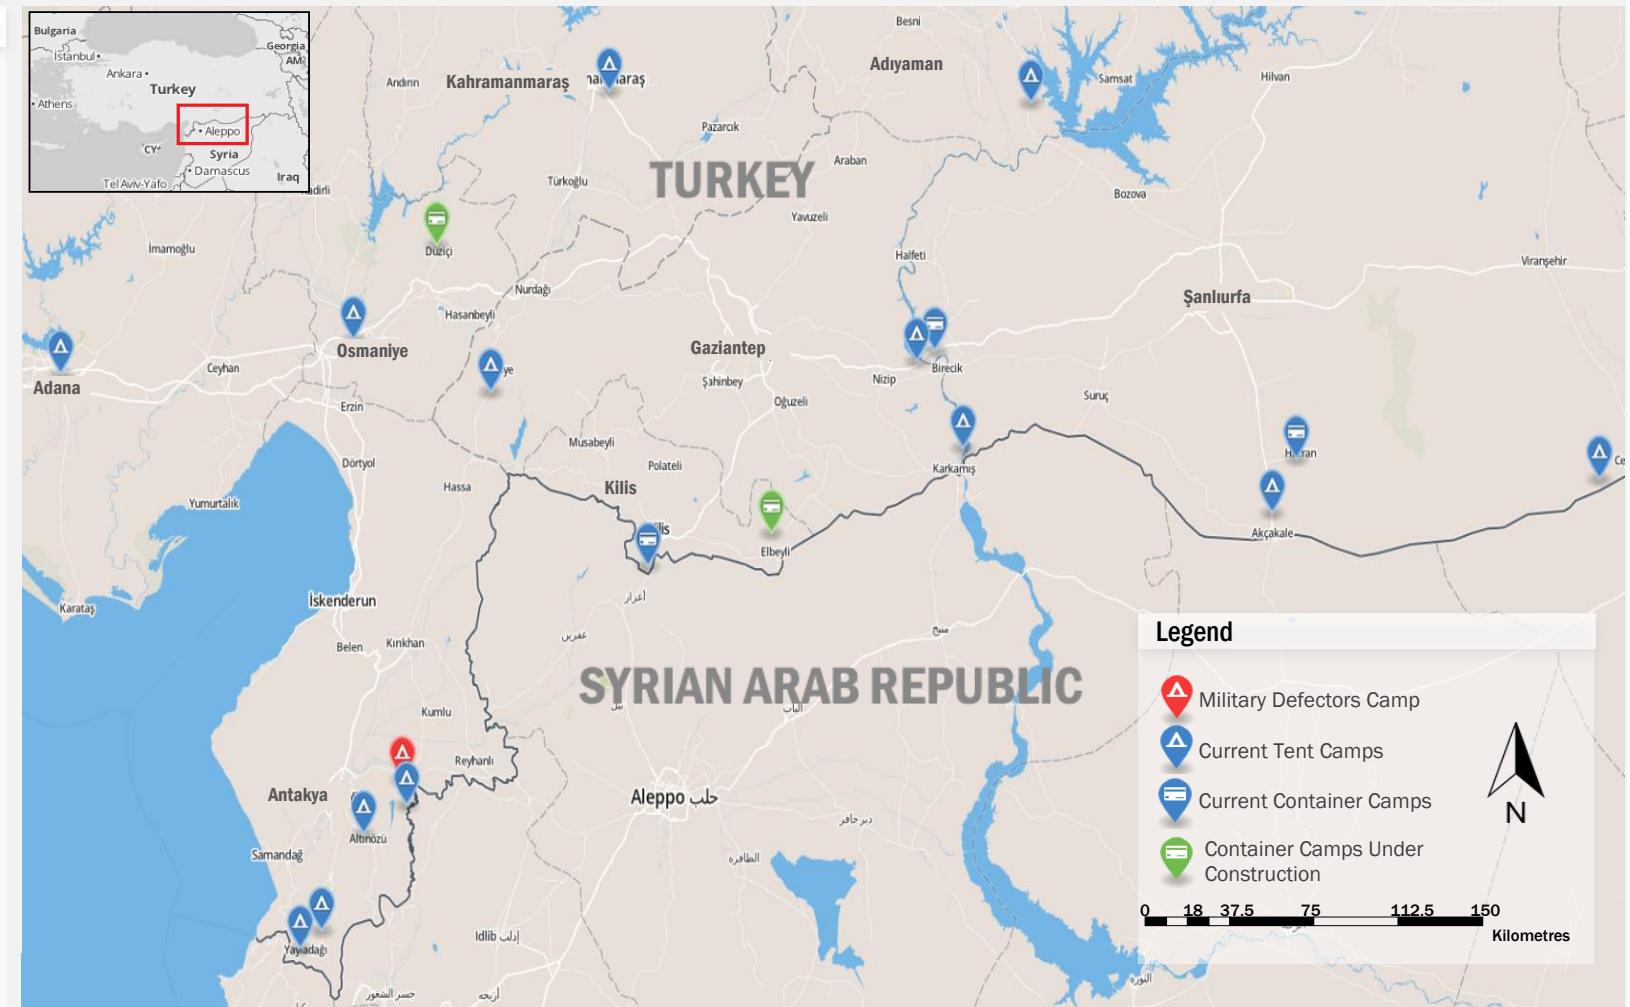 Bulgaria
Istanbul
Georgia
AM
Ankara
Turkey
Athens
Aleppo
CY
Syria
Damascus
Tel Aviv-Yafo
Iraq
Besni
Andırın
Kahramanmaraş
Adıyaman
Samsat
Hilvan
Pazarcık
TURKEY
Araban
Türkoğlu
Bozova
Yavuzeli
İmamoğlu
Düziçi
Halfeti
Viranşehir
Nurdağı
Şanlıurfa
Hasanbeyli
Osmaniye
Gaziantep
Ceyhan
Birecik
Adana
Şahinbey
Nizip
Erzin
Oğuzeli
Suruç
Musabeyli
Dörtyol
Polateli
Karkamış
Hassa
Kilis
Yumurtalık
Akçakale
Elbeyli
İskenderun
أعزاز
Karataş
عفرين
منبج
Belen
Kırıkhan
SYRIAN ARAB REPUBLIC
نبل
الباب
Kumlu
Reyhanlı
Antakya
Aleppo حلب
دير حافر
Altınözü
Samandağ
Idlib إدلب
Yayladağı
جسر الشغور
أريحه
Legend
Military Defectors Camp
Current Tent Camps
Current Container Camps
Container Camps Under
Construction
N
0 18 37.5 75 112.5 150
Kilometres